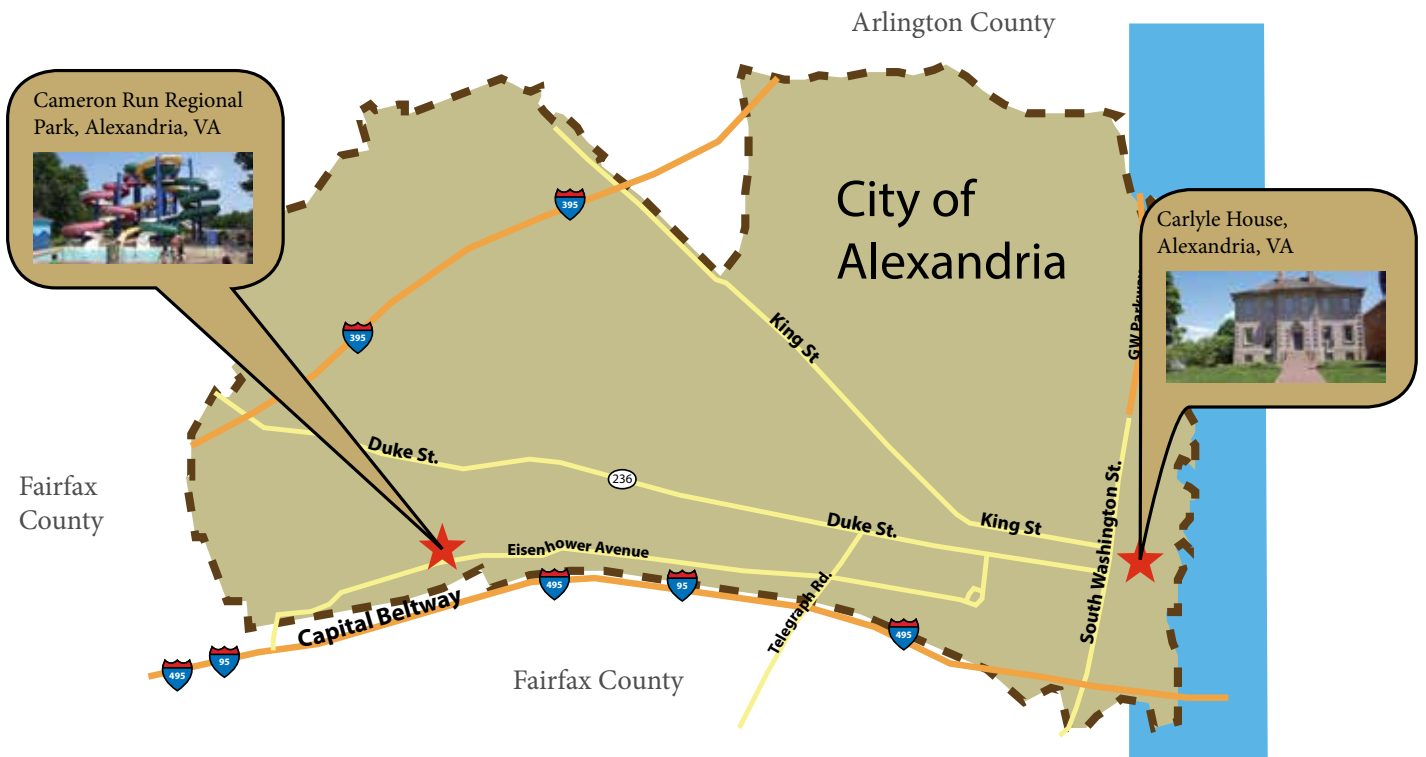 Arlington County
Cameron Run Regional
Park, Alexandria, VA
City of
Alexandria
Carlyle House,
Alexandria, VA
395
395
GW Parkway
King St
Duke St.
236
Fairfax
County
Duke St.
King St
Eisenhower Avenue
South Washington St.
495
95
Telegraph Rd.
Capital Beltway
495
95
495
Fairfax County